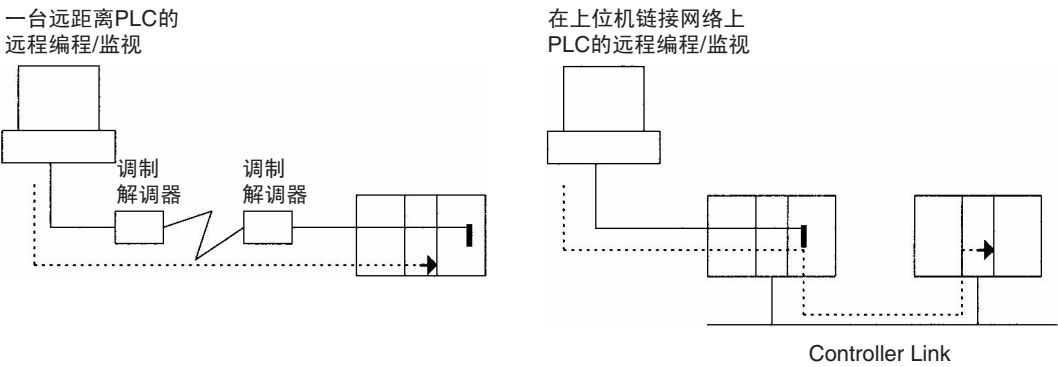 一台远距离PLC的
远程编程/监视
在上位机链接网络上
PLC的远程编程/监视
调制
解调器
调制
解调器
Controller Link